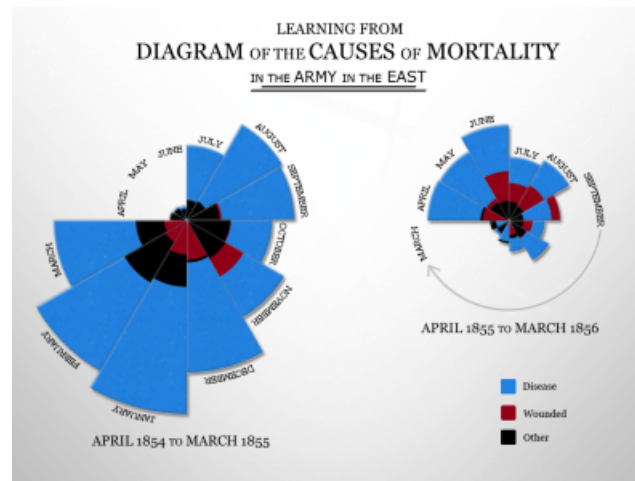 LEARNING FROM
DIAGRAM OF THE CAUSES OF MORTALITY
IN THE ARMY IN THE EAST
APRIL
MAY
JUNE
JULY
AUGUST
SEPTEMBER
OCTOBER
NOVEMBER
DECEMBER
JANUARY
FEBRUARY
MARCH
APRIL 1854 TO MARCH 1855
APRIL
MAY
JUNE
JULY
AUGUST
SEPTEMBER
MARCH
APRIL 1855 TO MARCH 1856
Disease
Wounded
Other